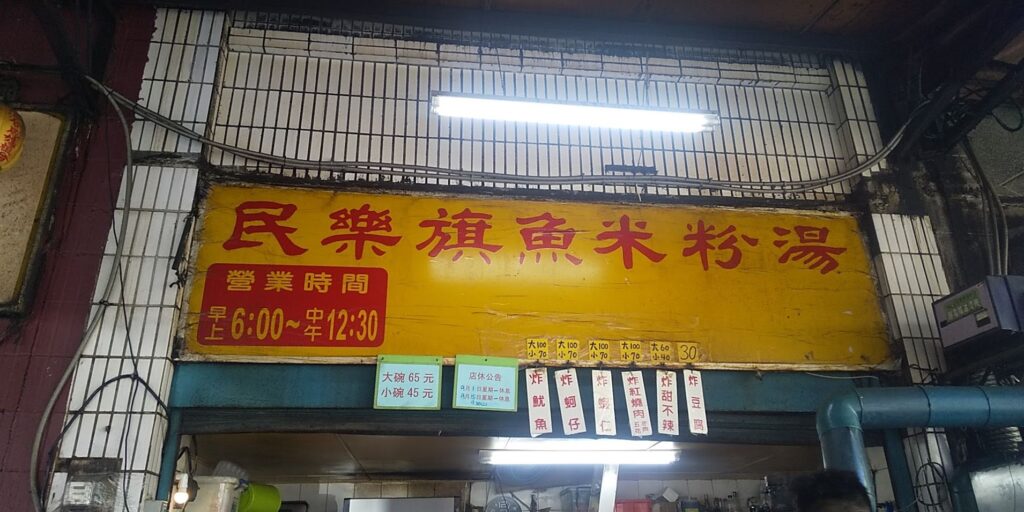 民樂旗魚米粉湯
營業時間
早上6:00~中午12:30
大100
小70
大100
小70
大100
小70
大100
小70
大60
小40
30
大碗 65 元
小碗 45 元
店休公告
炸魷魚
炸蚵仔
炸蝦仁
炸紅燒肉
炸甜不辣
炸豆腐